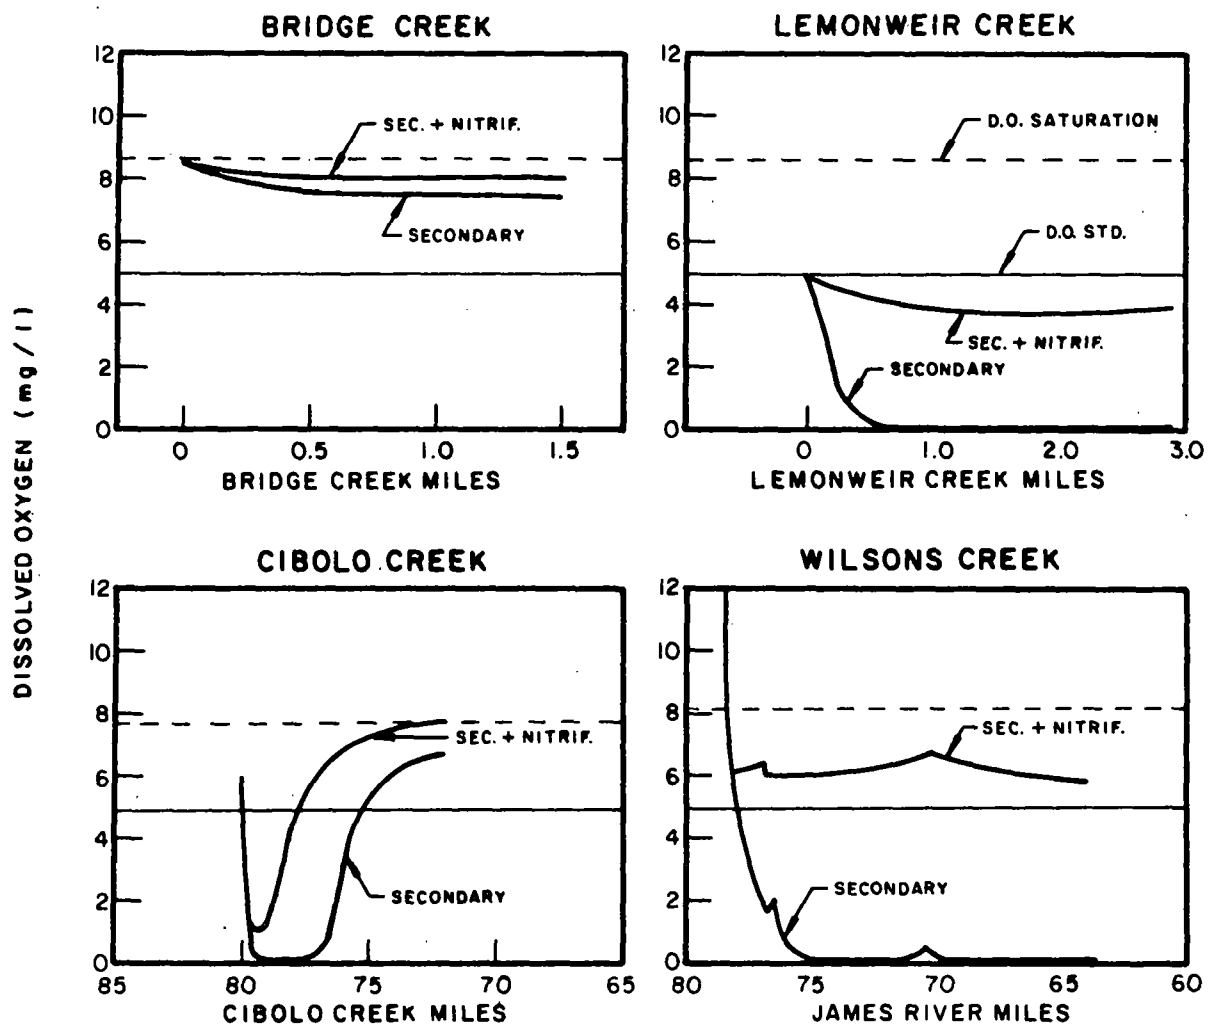 DISSOLVED OXYGEN (mg/l)
BRIDGE CREEK
12
10
8
6
4
2
0
SEC. + NITRIF.
SECONDARY
0 0.5 1.0 1.5
BRIDGE CREEK MILES
LEMONWEIR CREEK
12
10
8
6
4
2
0
D.O. SATURATION
D.O. STD.
SEC. + NITRIF.
SECONDARY
0 1.0 2.0 3.0
LEMONWEIR CREEK MILES
CIBOLO CREEK
12
10
8
6
4
2
0
SEC. + NITRIF.
SECONDARY
85 80 75 70 65
CIBOLO CREEK MILES
WILSONS CREEK
12
10
8
6
4
2
0
SEC. + NITRIF.
SECONDARY
80 75 70 65 60
JAMES RIVER MILES